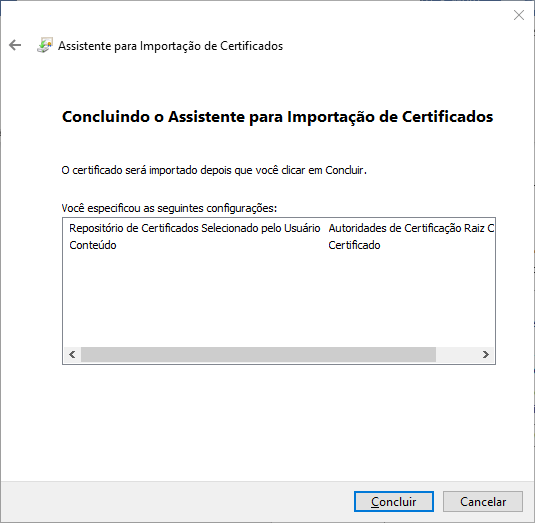 Assistente para Importação de Certificados
Concluindo o Assistente para Importação de Certificados
O certificado será importado depois que você clicar em Concluir.
Você especificou as seguintes configurações:
Repositório de Certificados Selecionado pelo Usuário Autoridades de Certificação Raiz C
Conteúdo Certificado
Concluir Cancelar